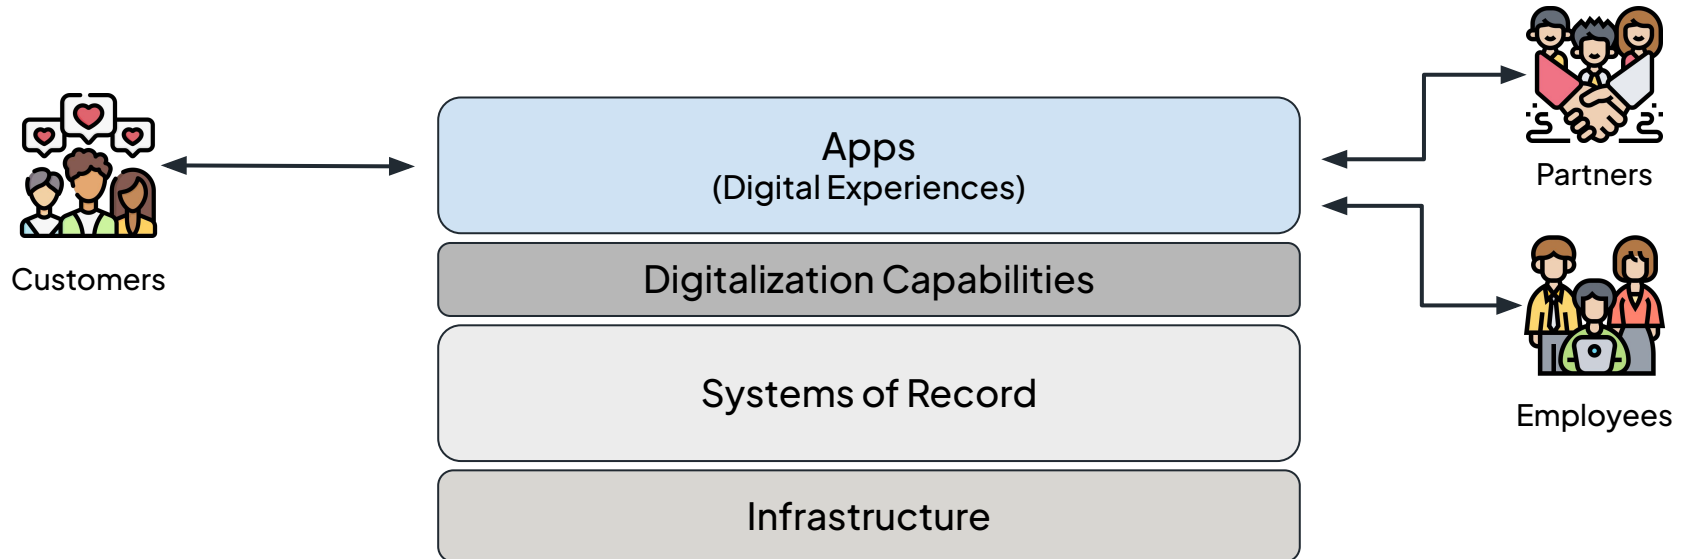 Customers
Apps
(Digital Experiences)
Digitalization Capabilities
Systems of Record
Infrastructure
Partners
Employees